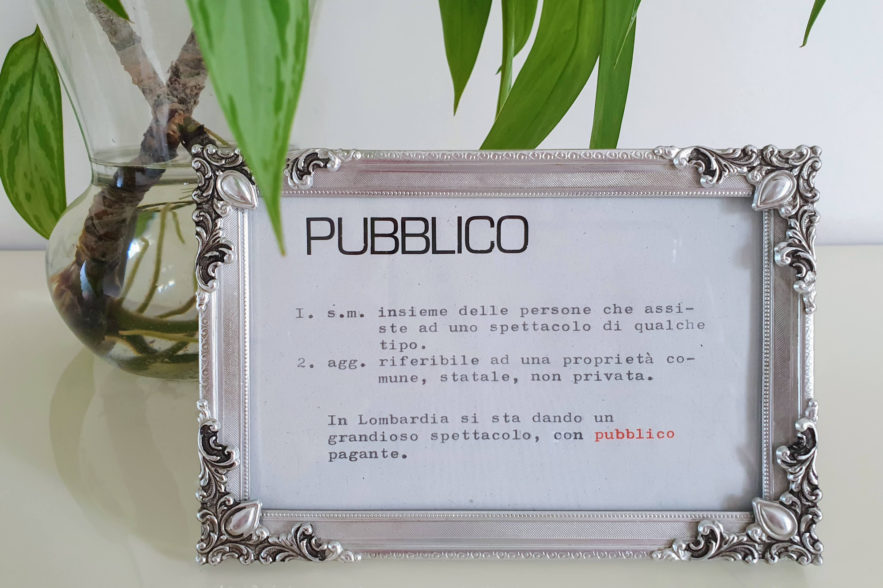 PUBBLICO
1. s.m. insieme delle persone che assi-
ste ad uno spettacolo di qualche
tipo.
2. agg. riferibile ad una proprietà co-
mune, statale, non privata.
In Lombardia si sta dando un
grandioso spettacolo, con pubblico
pagante.